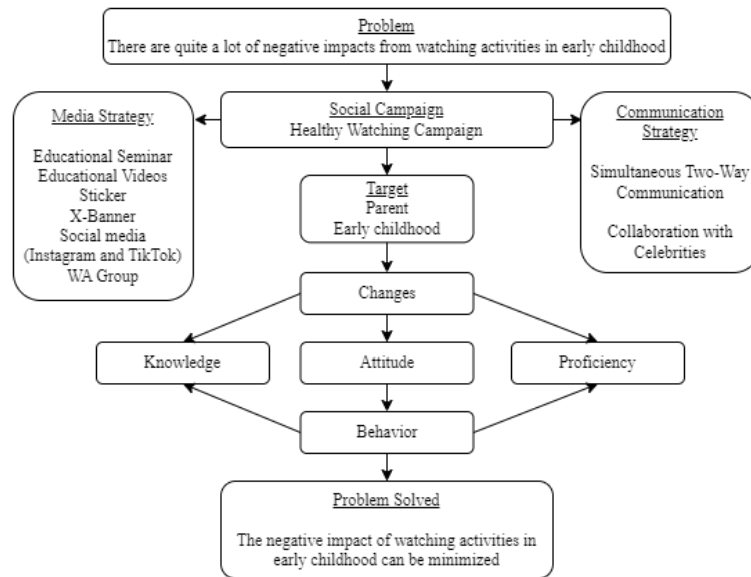 Problem
There are quite a lot of negative impacts from watching activities in early childhood
Media Strategy
Educational Seminar
Educational Videos
Sticker
X-Banner
Social media
(Instagram and TikTok)
WA Group
Social Campaign
Healthy Watching Campaign
Communication
Strategy
Simultaneous Two-Way
Communication
Collaboration with
Celebrities
Target
Parent
Early childhood
Changes
Knowledge
Attitude
Proficiency
Behavior
Problem Solved
The negative impact of watching activities in
early childhood can be minimized